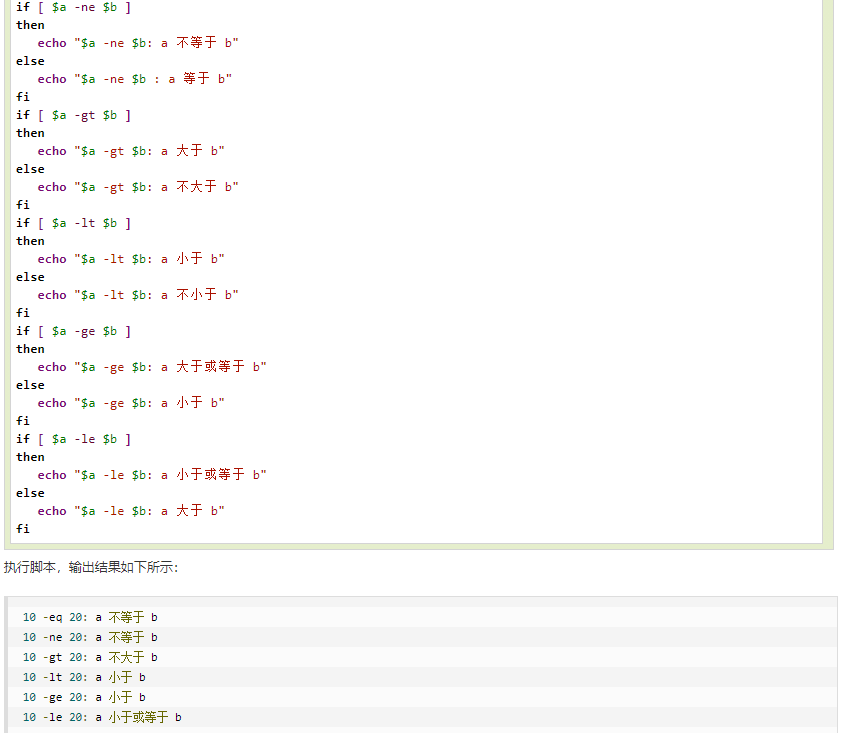 if [ $a -ne $b ]
then
   echo "$a -ne $b: a 不等于 b"
else
   echo "$a -ne $b : a 等于 b"
fi
if [ $a -gt $b ]
then
   echo "$a -gt $b: a 大于 b"
else
   echo "$a -gt $b: a 不大于 b"
fi
if [ $a -lt $b ]
then
   echo "$a -lt $b: a 小于 b"
else
   echo "$a -lt $b: a 不小于 b"
fi
if [ $a -ge $b ]
then
   echo "$a -ge $b: a 大于或等于 b"
else
   echo "$a -ge $b: a 小于 b"
fi
if [ $a -le $b ]
then
   echo "$a -le $b: a 小于或等于 b"
else
   echo "$a -le $b: a 大于 b"
fi
执行脚本，输出结果如下所示：
10 -eq 20: a 不等于 b
10 -ne 20: a 不等于 b
10 -gt 20: a 不大于 b
10 -lt 20: a 小于 b
10 -ge 20: a 小于 b
10 -le 20: a 小于或等于 b